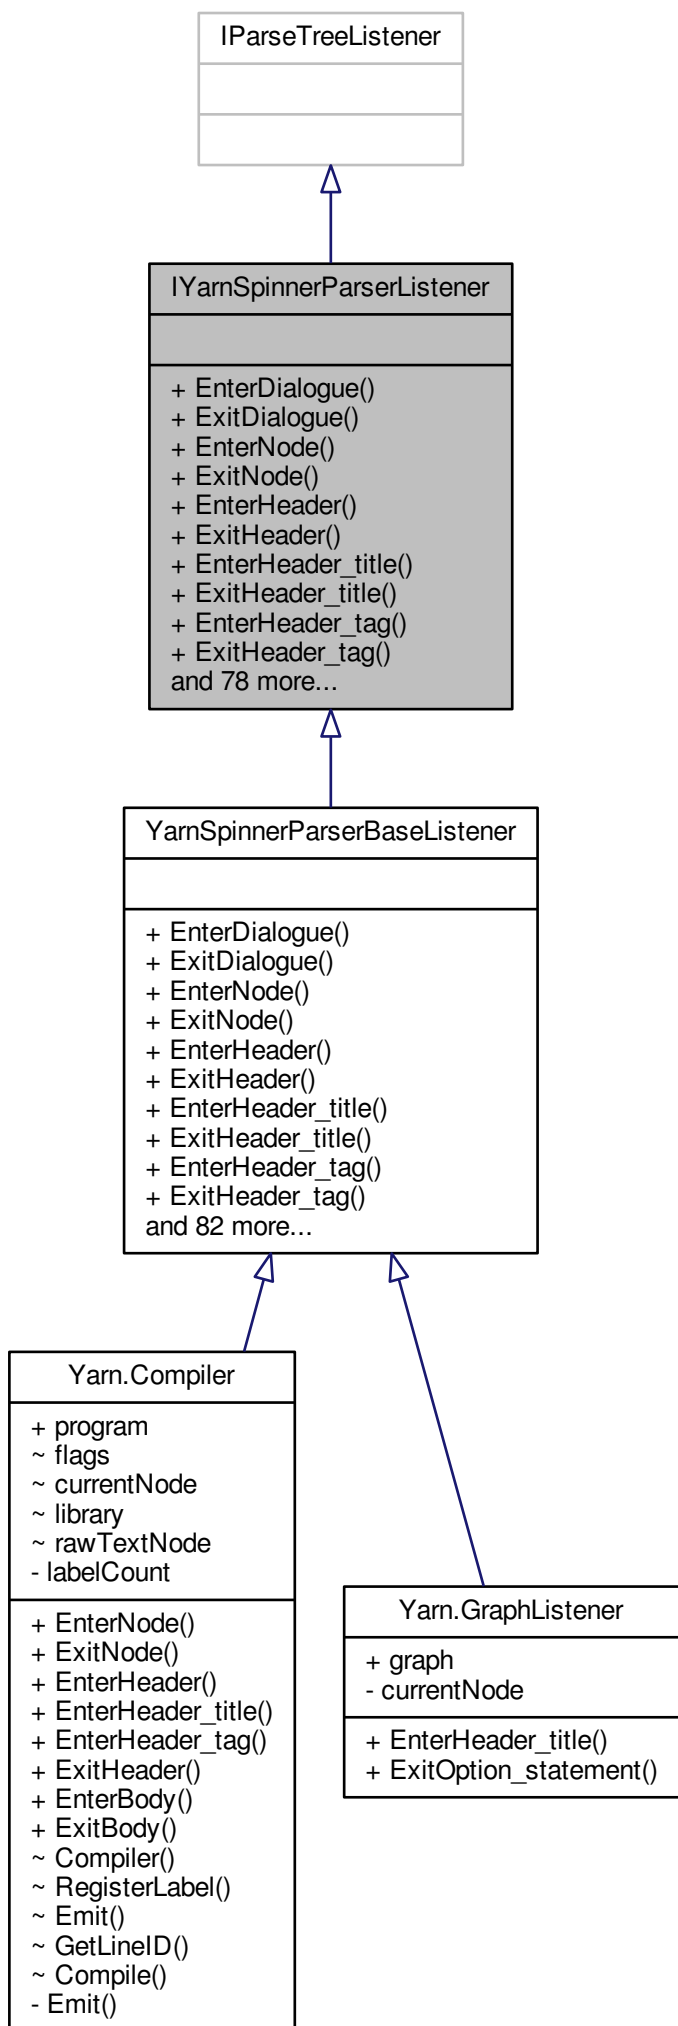 IParseTreeListener
IYarnSpinnerParserListener
+ EnterDialogue()
+ ExitDialogue()
+ EnterNode()
+ ExitNode()
+ EnterHeader()
+ ExitHeader()
+ EnterHeader_title()
+ ExitHeader_title()
+ EnterHeader_tag()
+ ExitHeader_tag()
and 78 more...
YarnSpinnerParserBaseListener
+ EnterDialogue()
+ ExitDialogue()
+ EnterNode()
+ ExitNode()
+ EnterHeader()
+ ExitHeader()
+ EnterHeader_title()
+ ExitHeader_title()
+ EnterHeader_tag()
+ ExitHeader_tag()
and 82 more...
Yarn.Compiler
+ program
~ flags
~ currentNode
~ library
~ rawTextNode
- labelCount
+ EnterNode()
+ ExitNode()
+ EnterHeader()
+ EnterHeader_title()
+ EnterHeader_tag()
+ ExitHeader()
+ EnterBody()
+ ExitBody()
~ Compiler()
~ RegisterLabel()
~ Emit()
~ GetLineID()
~ Compile()
- Emit()
Yarn.GraphListener
+ graph
- currentNode
+ EnterHeader_title()
+ ExitOption_statement()